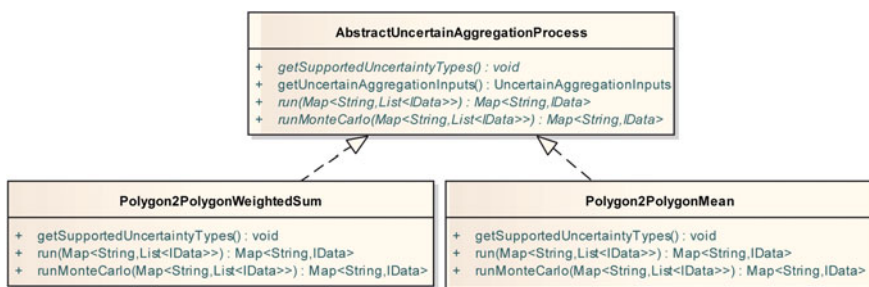 AbstractUncertainAggregationProcess
+ getSupportedUncertaintyTypes() : void
+ getUncertainAggregationInputs() : UncertainAggregationInputs
+ run(Map<String,List<IData>>) : Map<String,IData>
+ runMonteCarlo(Map<String,List<IData>>) : Map<String,IData>
Polygon2PolygonWeightedSum
+ getSupportedUncertaintyTypes() : void
+ run(Map<String,List<IData>>) : Map<String,IData>
+ runMonteCarlo(Map<String,List<IData>>) : Map<String,IData>
Polygon2PolygonMean
+ getSupportedUncertaintyTypes() : void
+ run(Map<String,List<IData>>) : Map<String,IData>
+ runMonteCarlo(Map<String,List<IData>>) : Map<String,IData>